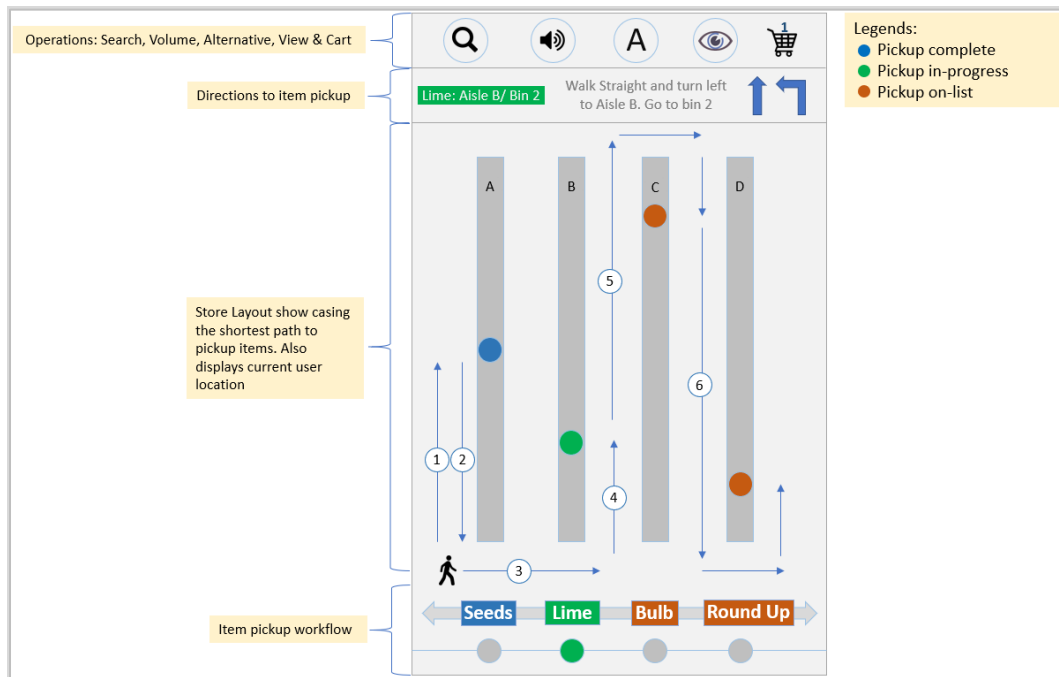 Operations: Search, Volume, Alternative, View & Cart
A
1
Legends:
Pickup complete
Pickup in-progress
Pickup on-list
Directions to item pickup
Lime: Aisle B/ Bin 2
Walk Straight and turn left
to Aisle B. Go to bin 2
A
B
C
D
5
Store Layout show casing
the shortest path to
pickup items. Also
displays current user
location
6
1
2
4
3
Item pickup workflow
Seeds
Lime
Bulb
Round Up